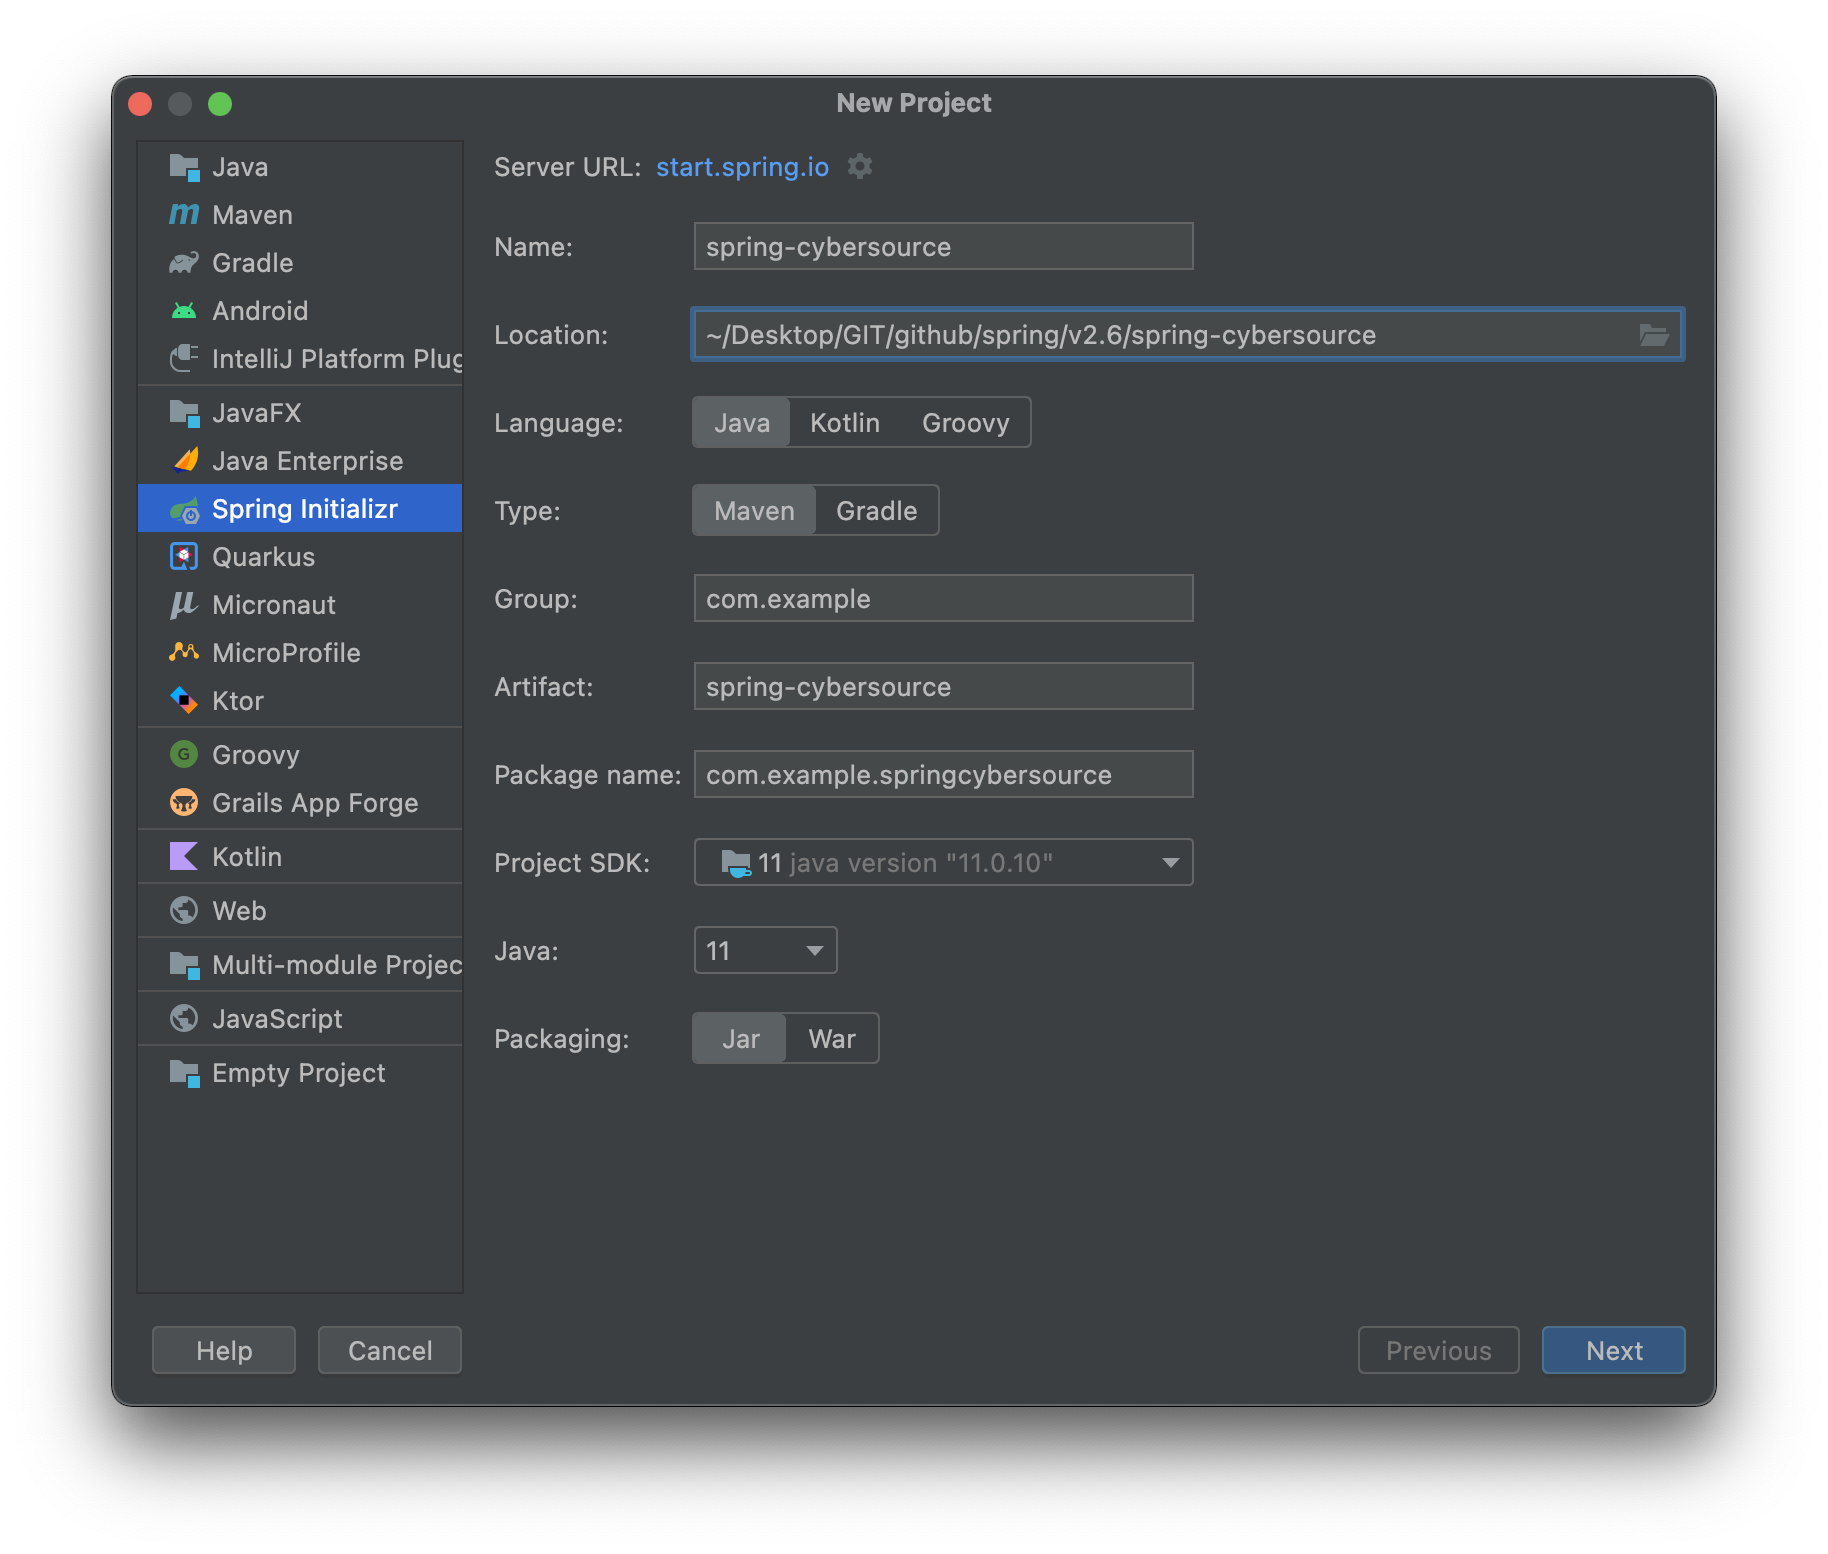 New Project
Java
Maven
Gradle
Android
IntelliJ Platform Plug
JavaFX
Java Enterprise
Spring Initializr
Quarkus
Micronaut
MicroProfile
Ktor
Groovy
Grails App Forge
Kotlin
Web
Multi-module Projec
JavaScript
Empty Project
Server URL: start.spring.io
Name: spring-cybersource
Location: ~/Desktop/GIT/github/spring/v2.6/spring-cybersource
Language: Java Kotlin Groovy
Type: Maven Gradle
Group: com.example
Artifact: spring-cybersource
Package name: com.example.springcybersource
Project SDK: 11 java version "11.0.10"
Java: 11
Packaging: Jar War
Help Cancel Previous Next